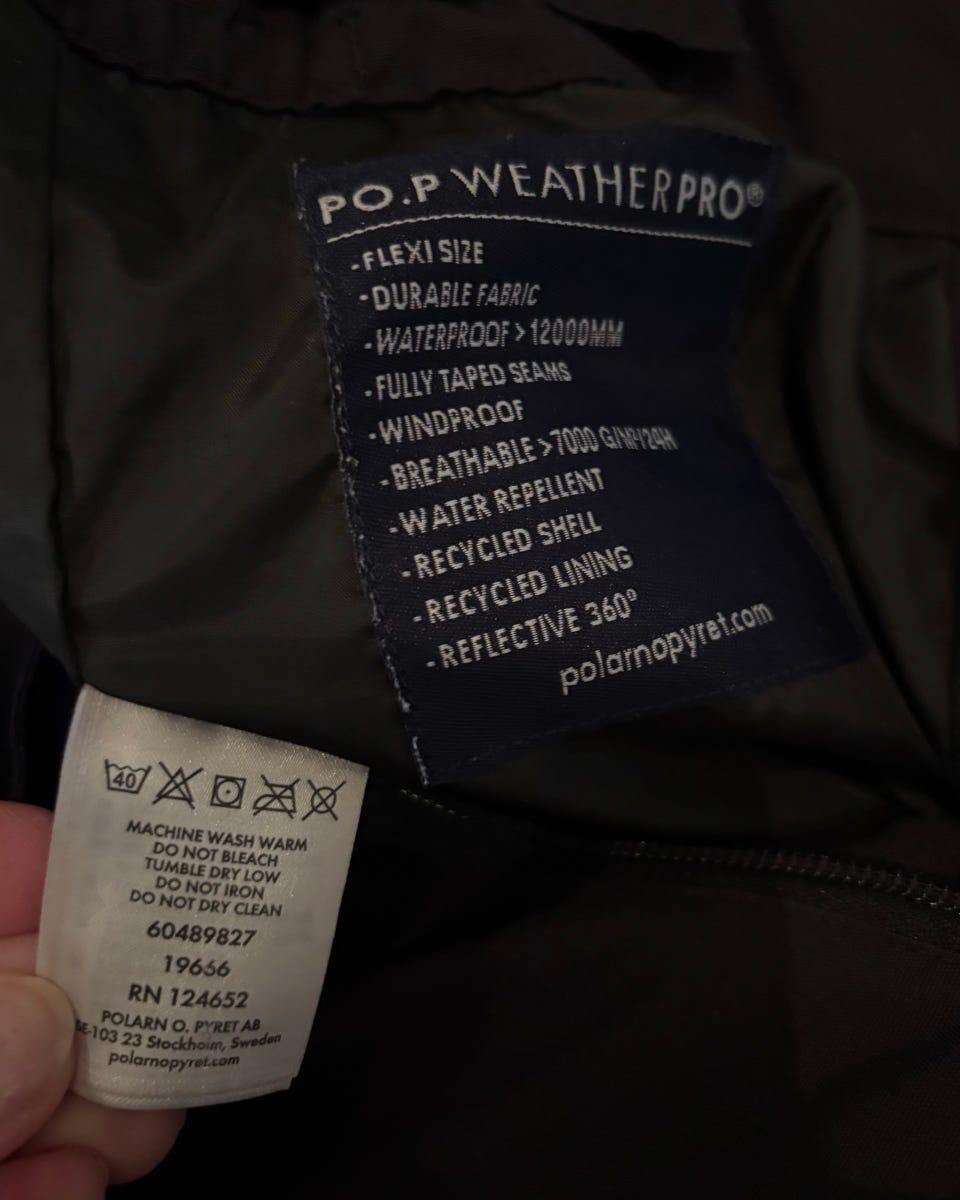 PO.P WEATHERPRO®
-FLEXI SIZE
-DURABLE FABRIC
-WATERPROOF > 12000MM
-FULLY TAPED SEAMS
-WINDPROOF
-BREATHABLE >7000 G/M²/24H
-WATER REPELLENT
-RECYCLED SHELL
-RECYCLED LINING
-REFLECTIVE 360°
polarnopyret.com
40
MACHINE WASH WARM
DO NOT BLEACH
TUMBLE DRY LOW
DO NOT IRON
DO NOT DRY CLEAN
60489827
19666
RN 124652
POLARN O. PYRET AB
SE-103 23 Stockholm, Sweden
polarnopyret.com